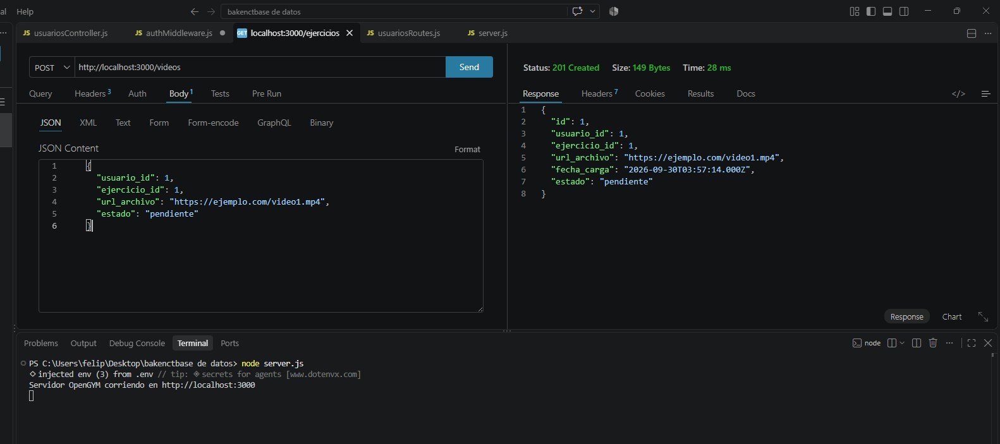 al Help bakenctbase de datos
JS usuariosController.js JS authMiddleware.js GET localhost:3000/ejercicios JS usuariosRoutes.js JS server.js
POST http://localhost:3000/videos Send
Query Headers 3 Auth Body 1 Tests Pre Run
JSON XML Text Form Form-encode GraphQL Binary
JSON Content Format
1 {
2 "usuario_id": 1,
3 "ejercicio_id": 1,
4 "url_archivo": "https://ejemplo.com/video1.mp4",
5 "estado": "pendiente"
6 }
Status: 201 Created Size: 149 Bytes Time: 28 ms
Response Headers 7 Cookies Results Docs </>
1 {
2 "id": 1,
3 "usuario_id": 1,
4 "ejercicio_id": 1,
5 "url_archivo": "https://ejemplo.com/video1.mp4",
6 "fecha_carga": "2026-09-30T03:57:14.000Z",
7 "estado": "pendiente"
8 }
Response Chart
Problems Output Debug Console Terminal Ports node
PS C:\Users\felip\Desktop\bakenctbase de datos> node server.js
injected env (3) from .env // tip: ◈ secrets for agents [www.dotenvx.com]
Servidor OpenGYM corriendo en http://localhost:3000